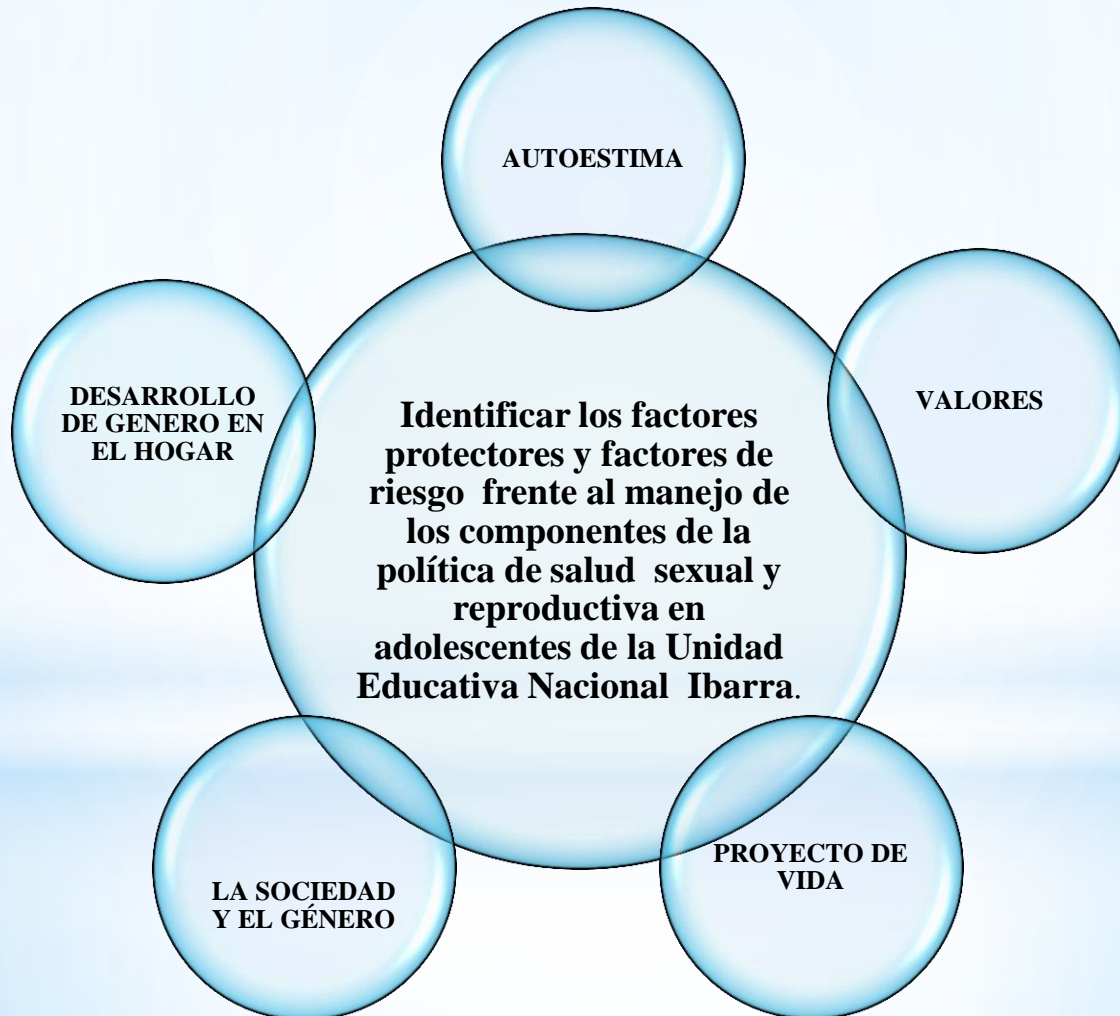 AUTOESTIMA
VALORES
DESARROLLO
DE GENERO EN
EL HOGAR
Identificar los factores
protectores y factores de
riesgo frente al manejo de
los componentes de la
política de salud sexual y
reproductiva en
adolescentes de la Unidad
Educativa Nacional Ibarra.
PROYECTO DE
VIDA
LA SOCIEDAD
Y EL GÉNERO